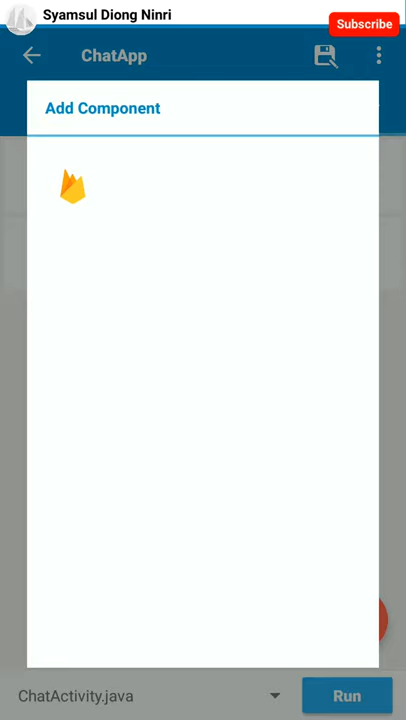 Syamsul Diong Ninri
Subscribe
ChatApp
Add Component
ChatActivity.java
Run